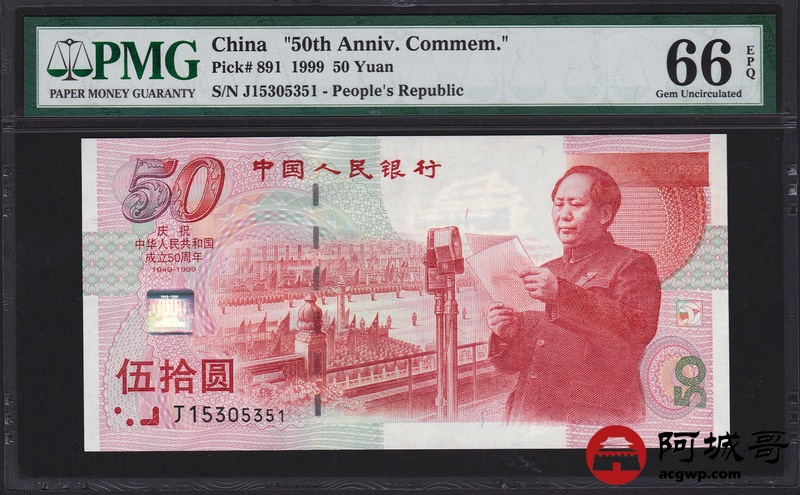 PMG
PAPER MONEY GUARANTY
China "50th Anniv. Commem."
Pick# 891 1999 50 Yuan
S/N J15305351 - People's Republic
66
EPQ
Gem Uncirculated
50
中国人民银行
庆祝
中华人民共和国
成立50周年
1949-1999
伍拾圆
J15305351
50
阿城哥
acgwp.com